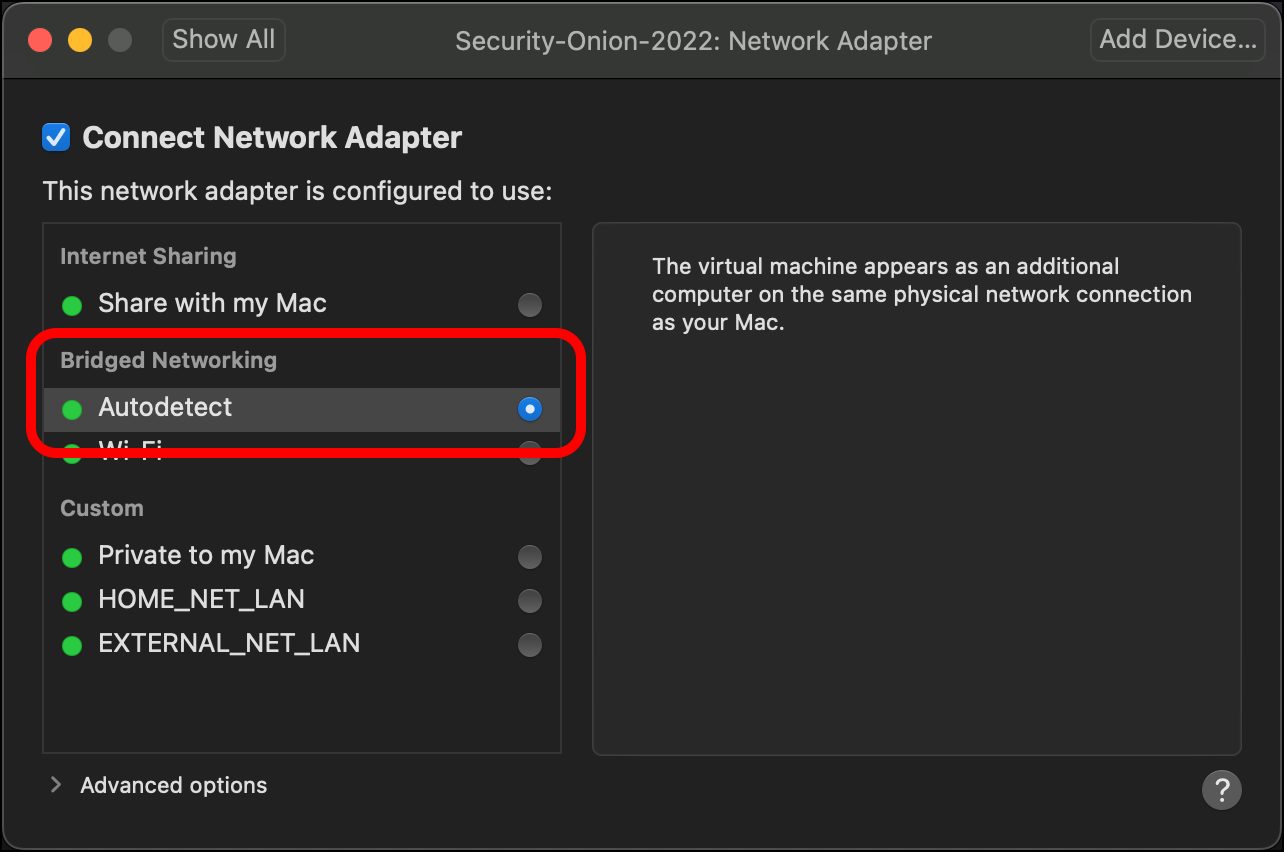 Show All
Security-Onion-2022: Network Adapter
Add Device...
Connect Network Adapter
This network adapter is configured to use:
Internet Sharing
Share with my Mac
Bridged Networking
Autodetect
Wi-Fi
Custom
Private to my Mac
HOME_NET_LAN
EXTERNAL_NET_LAN
The virtual machine appears as an additional
computer on the same physical network connection
as your Mac.
Advanced options
?